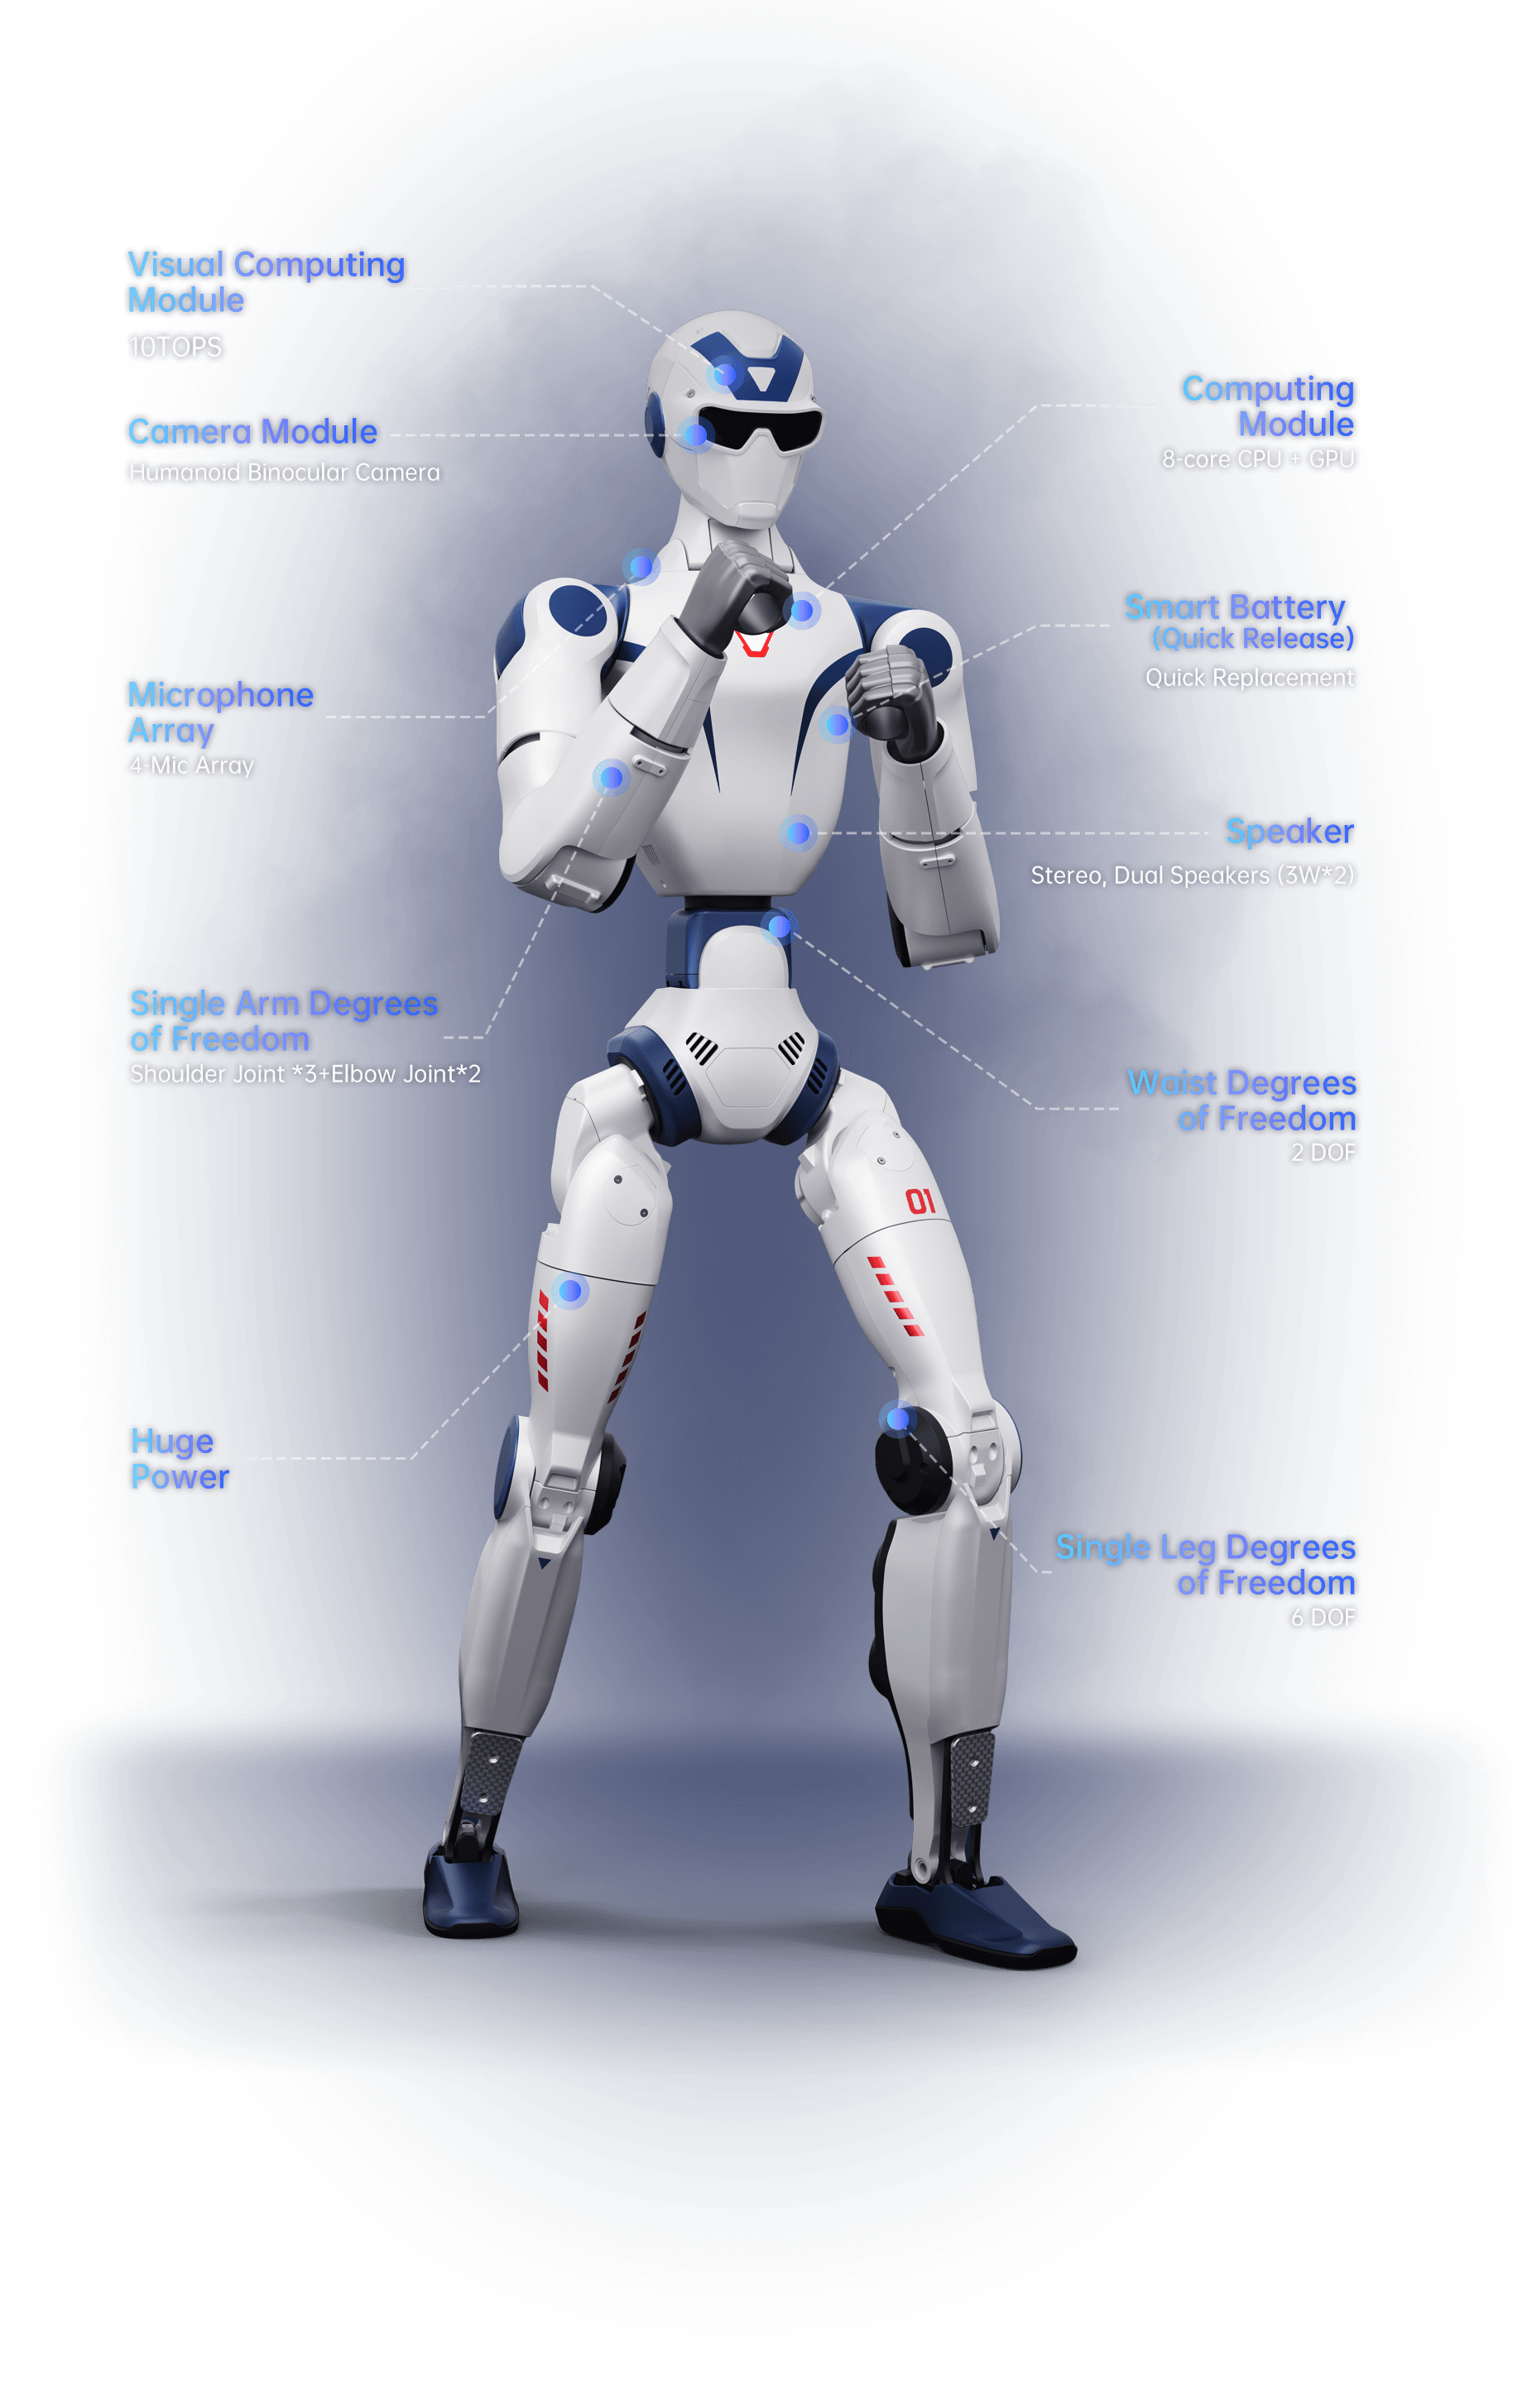 Visual Computing
Module
10TOPS
Camera Module
Humanoid Binocular Camera
Microphone
Array
4-Mic Array
Single Arm Degrees
of Freedom
Shoulder Joint *3+Elbow Joint*2
Huge
Power
Computing
Module
8-core CPU + GPU
Smart Battery
(Quick Release)
Quick Replacement
Speaker
Stereo, Dual Speakers (3W*2)
Waist Degrees
of Freedom
2 DOF
01
Single Leg Degrees
of Freedom
6 DOF